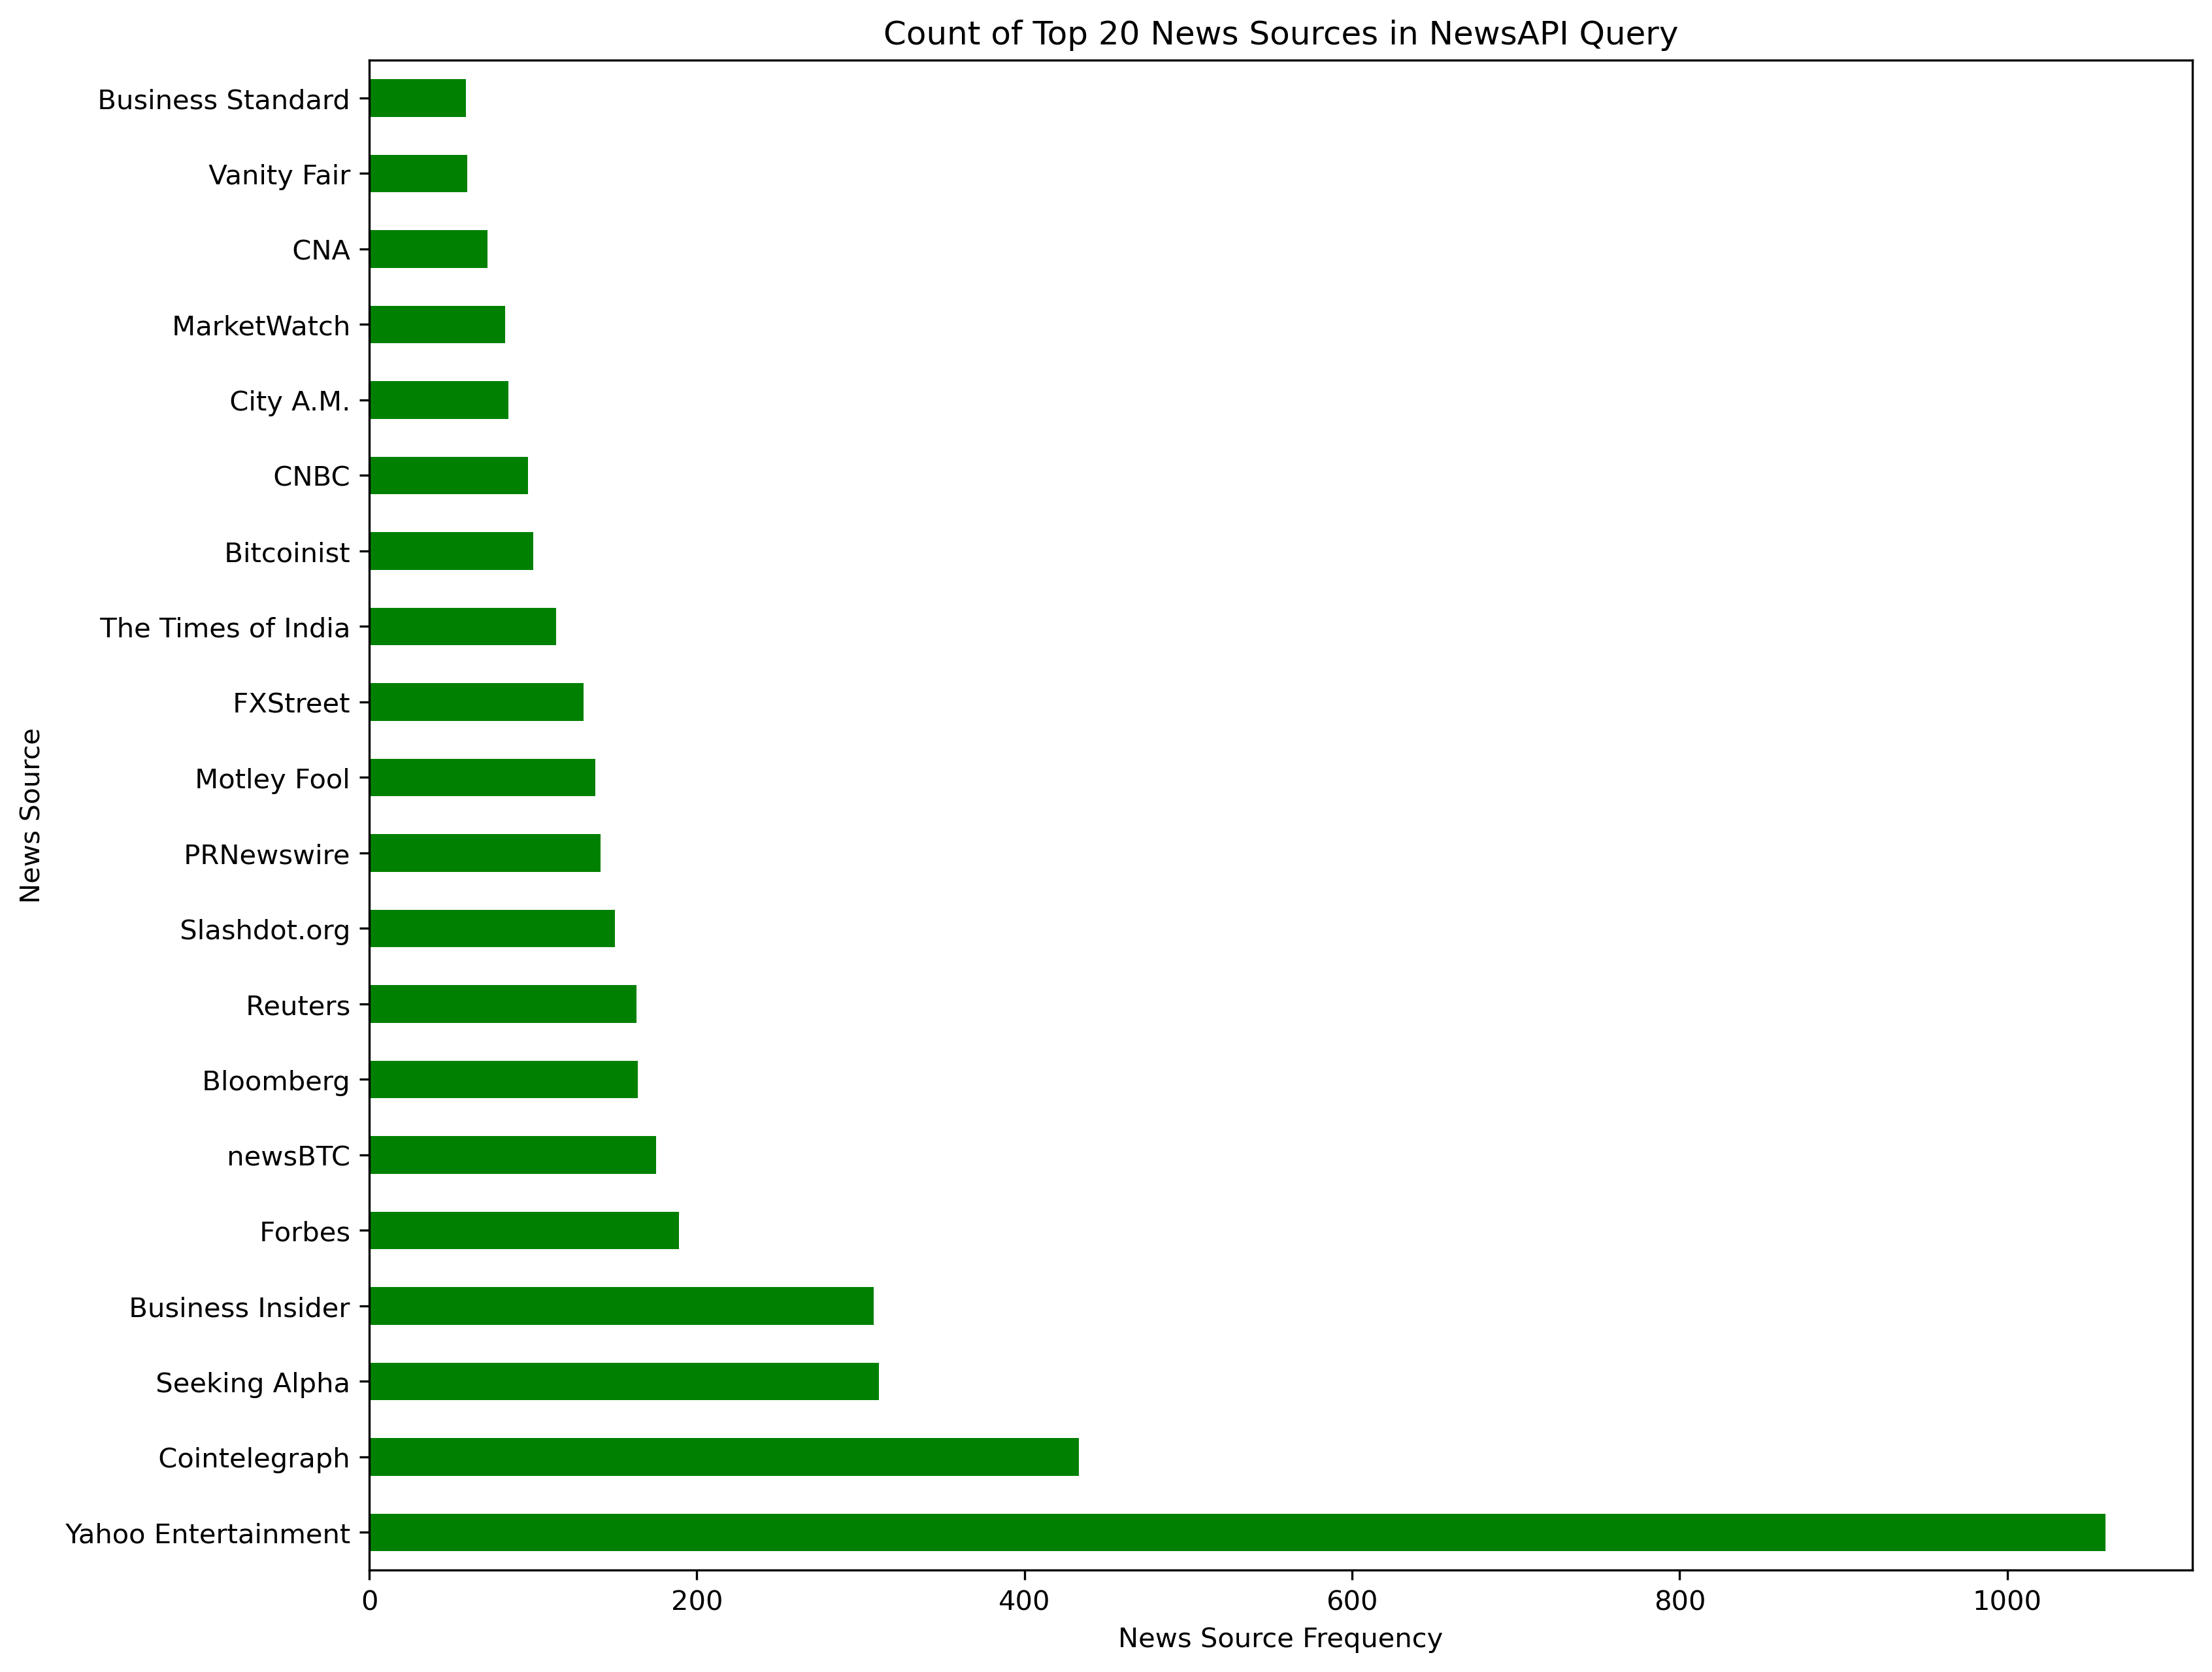 Count of Top 20 News Sources in NewsAPI Query
News Source
Business Standard
Vanity Fair
CNA
MarketWatch
City A.M.
CNBC
Bitcoinist
The Times of India
FXStreet
Motley Fool
PRNewswire
Slashdot.org
Reuters
Bloomberg
newsBTC
Forbes
Business Insider
Seeking Alpha
Cointelegraph
Yahoo Entertainment
0 200 400 600 800 1000
News Source Frequency